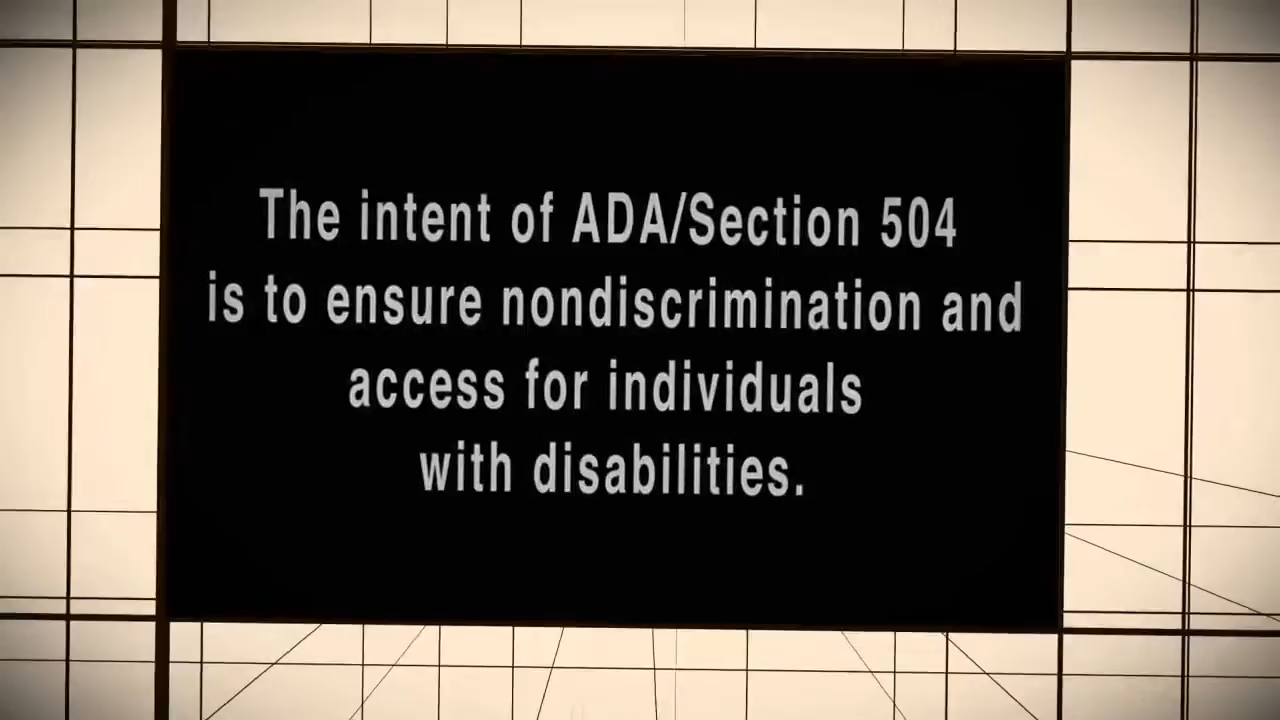 The intent of ADA/Section 504
is to ensure nondiscrimination and
access for individuals
with disabilities.